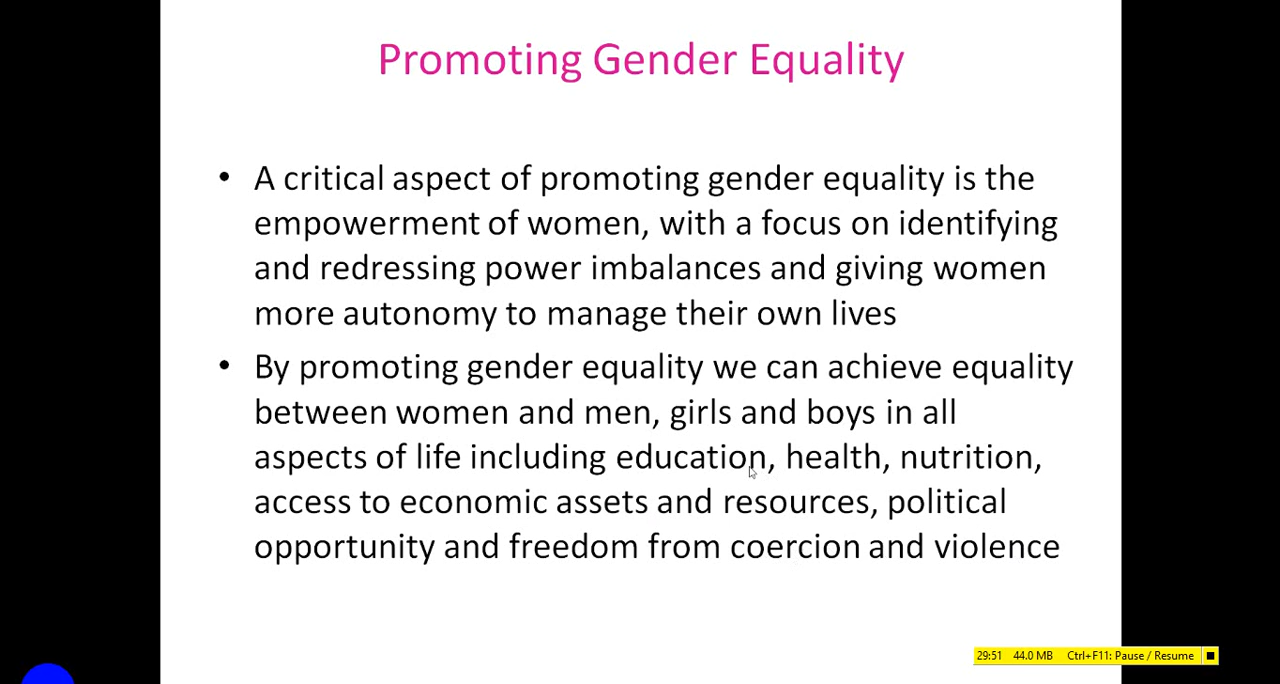 Promoting Gender Equality
• A critical aspect of promoting gender equality is the
empowerment of women, with a focus on identifying
and redressing power imbalances and giving women
more autonomy to manage their own lives
• By promoting gender equality we can achieve equality
between women and men, girls and boys in all
aspects of life including education, health, nutrition,
access to economic assets and resources, political
opportunity and freedom from coercion and violence
29:51 44.0 MB Ctrl+F11: Pause / Resume